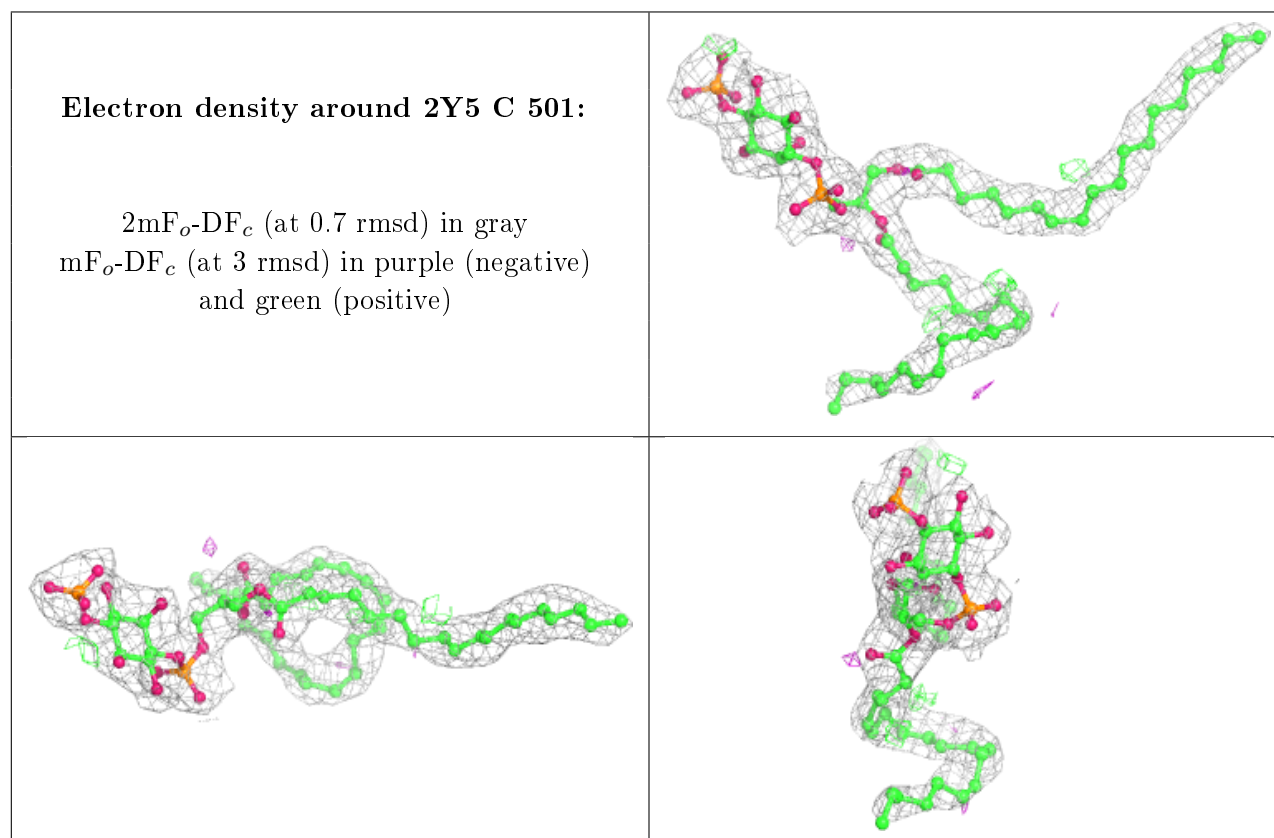 Electron density around 2Y5 C 501:
2mFo-DFc (at 0.7 rmsd) in gray
mFo-DFc (at 3 rmsd) in purple (negative)
and green (positive)